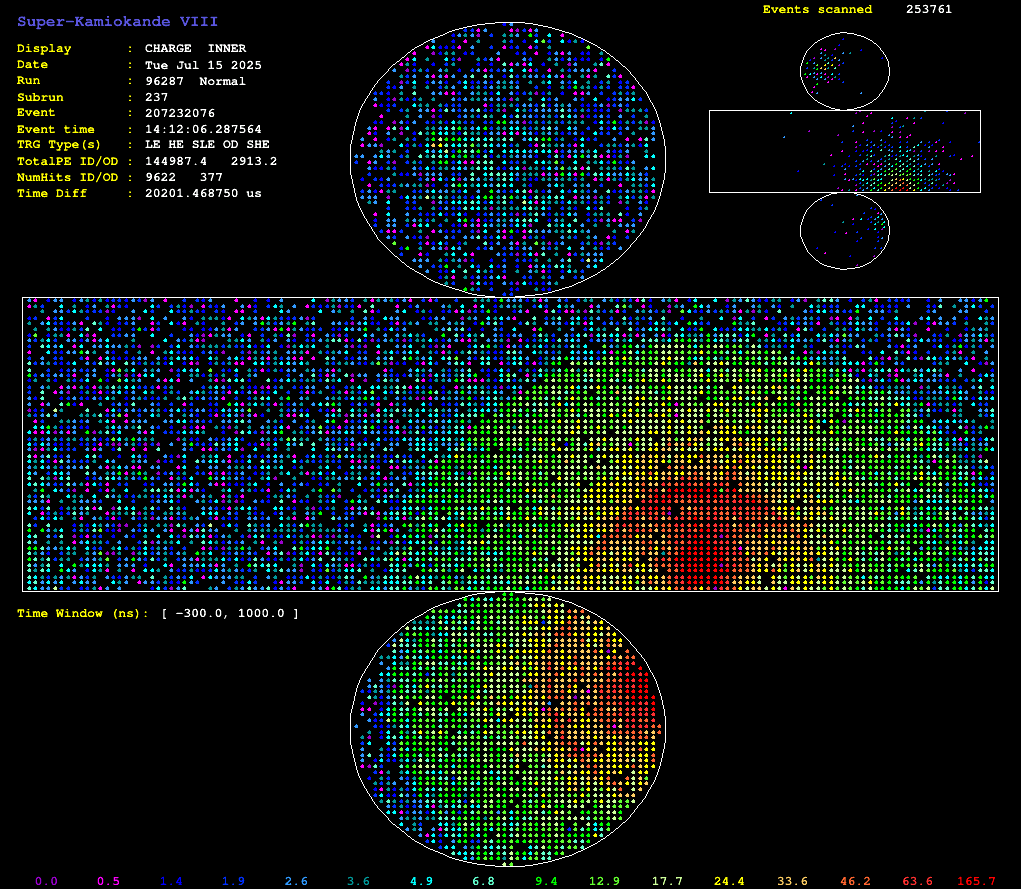 Super-Kamiokande VIII
Events scanned 253761
Display : CHARGE INNER
Date : Tue Jul 15 2025
Run : 96287 Normal
Subrun : 237
Event : 207232076
Event time : 14:12:06.287564
TRG Type(s) : LE HE SLE OD SHE
TotalPE ID/OD : 144987.4 2913.2
NumHits ID/OD : 9622 377
Time Diff : 20201.468750 us
Time Window (ns): [ -300.0, 1000.0 ]
0.0 0.5 1.4 1.9 2.6 3.6 4.9 6.8 9.4 12.9 17.7 24.4 33.6 46.2 63.6 165.7